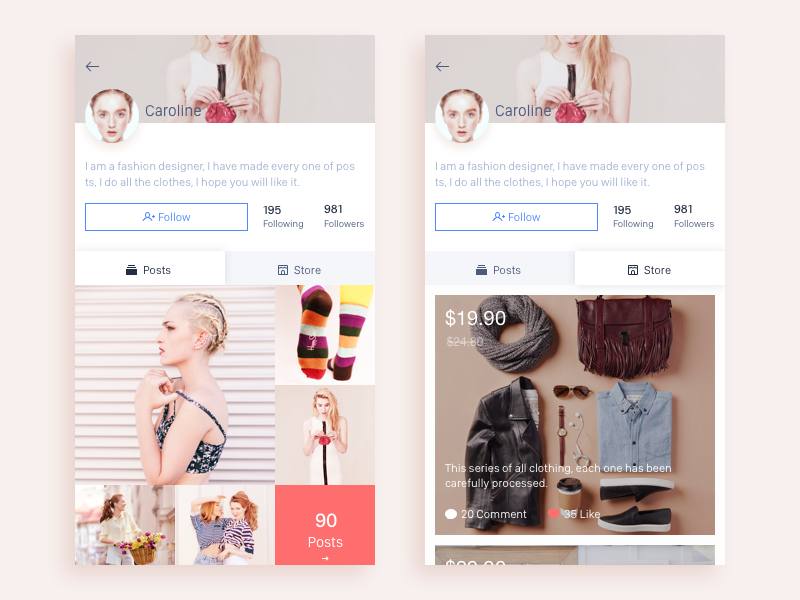 Caroline
I am a fashion designer, I have made every one of pos
ts, I do all the clothes, I hope you will like it.
Follow
195
Following
981
Followers
Posts
Store
90
Posts
Caroline
I am a fashion designer, I have made every one of pos
ts, I do all the clothes, I hope you will like it.
Follow
195
Following
981
Followers
Posts
Store
$19.90
$24.80
This series of all clothing, each one has been
carefully processed.
20 Comment
35 Like